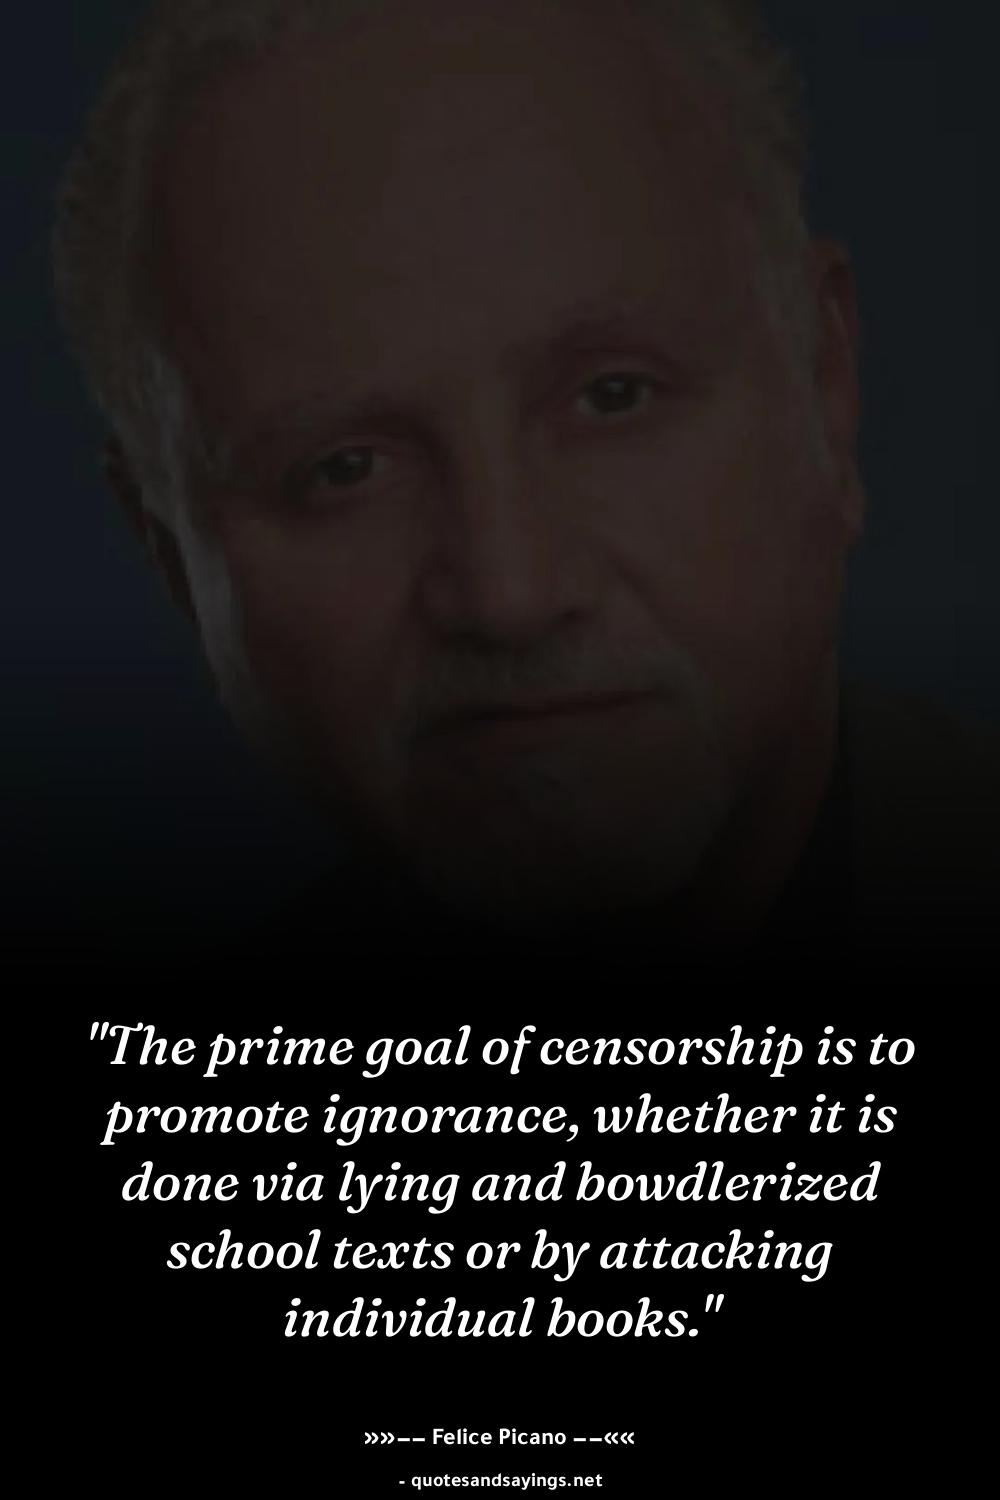 "The prime goal of censorship is to
promote ignorance, whether it is
done via lying and bowdlerized
school texts or by attacking
individual books."
»»-- Felice Picano --««
- quotesandsayings.net